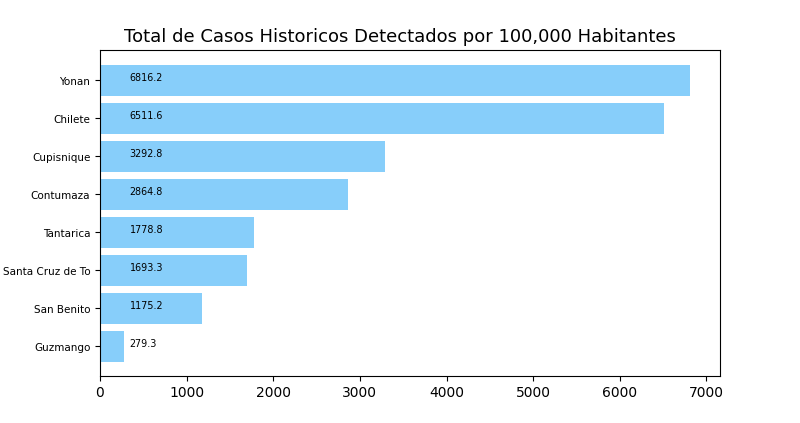 Total de Casos Historicos Detectados por 100,000 Habitantes
Yonan 6816.2
Chilete 6511.6
Cupisnique 3292.8
Contumaza 2864.8
Tantarica 1778.8
Santa Cruz de To 1693.3
San Benito 1175.2
Guzmango 279.3
0 1000 2000 3000 4000 5000 6000 7000